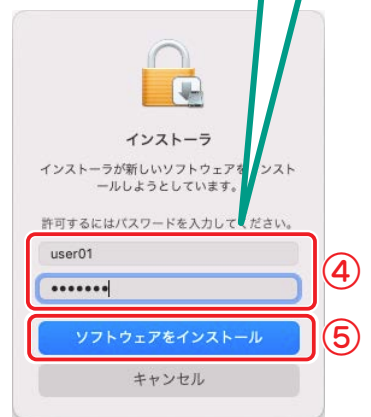 インストーラ
インストーラが新しいソフトウェアをインスト
ールしようとしています。
許可するにはパスワードを入力してください。
user01
•••••••
④
ソフトウェアをインストール
⑤
キャンセル